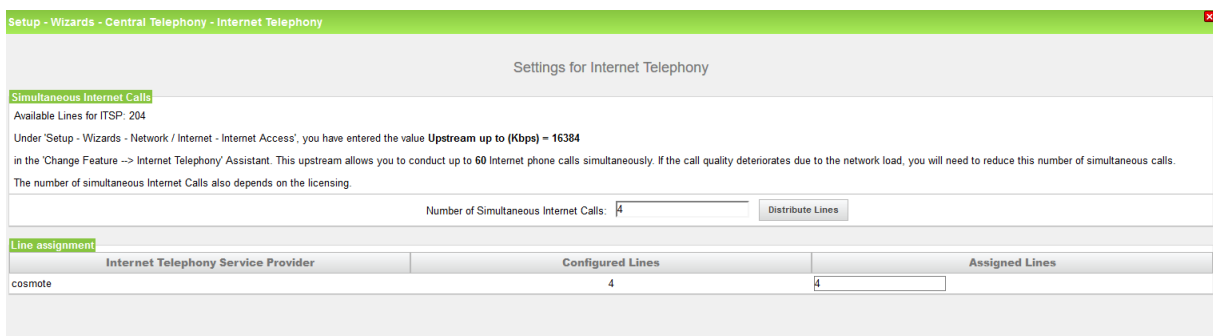 Setup - Wizards - Central Telephony - Internet Telephony
Settings for Internet Telephony
Simultaneous Internet Calls
Available Lines for ITSP: 204
Under 'Setup - Wizards - Network / Internet - Internet Access', you have entered the value Upstream up to (Kbps) = 16384
in the 'Change Feature --> Internet Telephony' Assistant. This upstream allows you to conduct up to 60 Internet phone calls simultaneously. If the call quality deteriorates due to the network load, you will need to reduce this number of simultaneous calls.
The number of simultaneous Internet Calls also depends on the licensing.
Number of Simultaneous Internet Calls: 4 Distribute Lines
Line assignment
Internet Telephony Service Provider Configured Lines Assigned Lines
cosmote 4 4